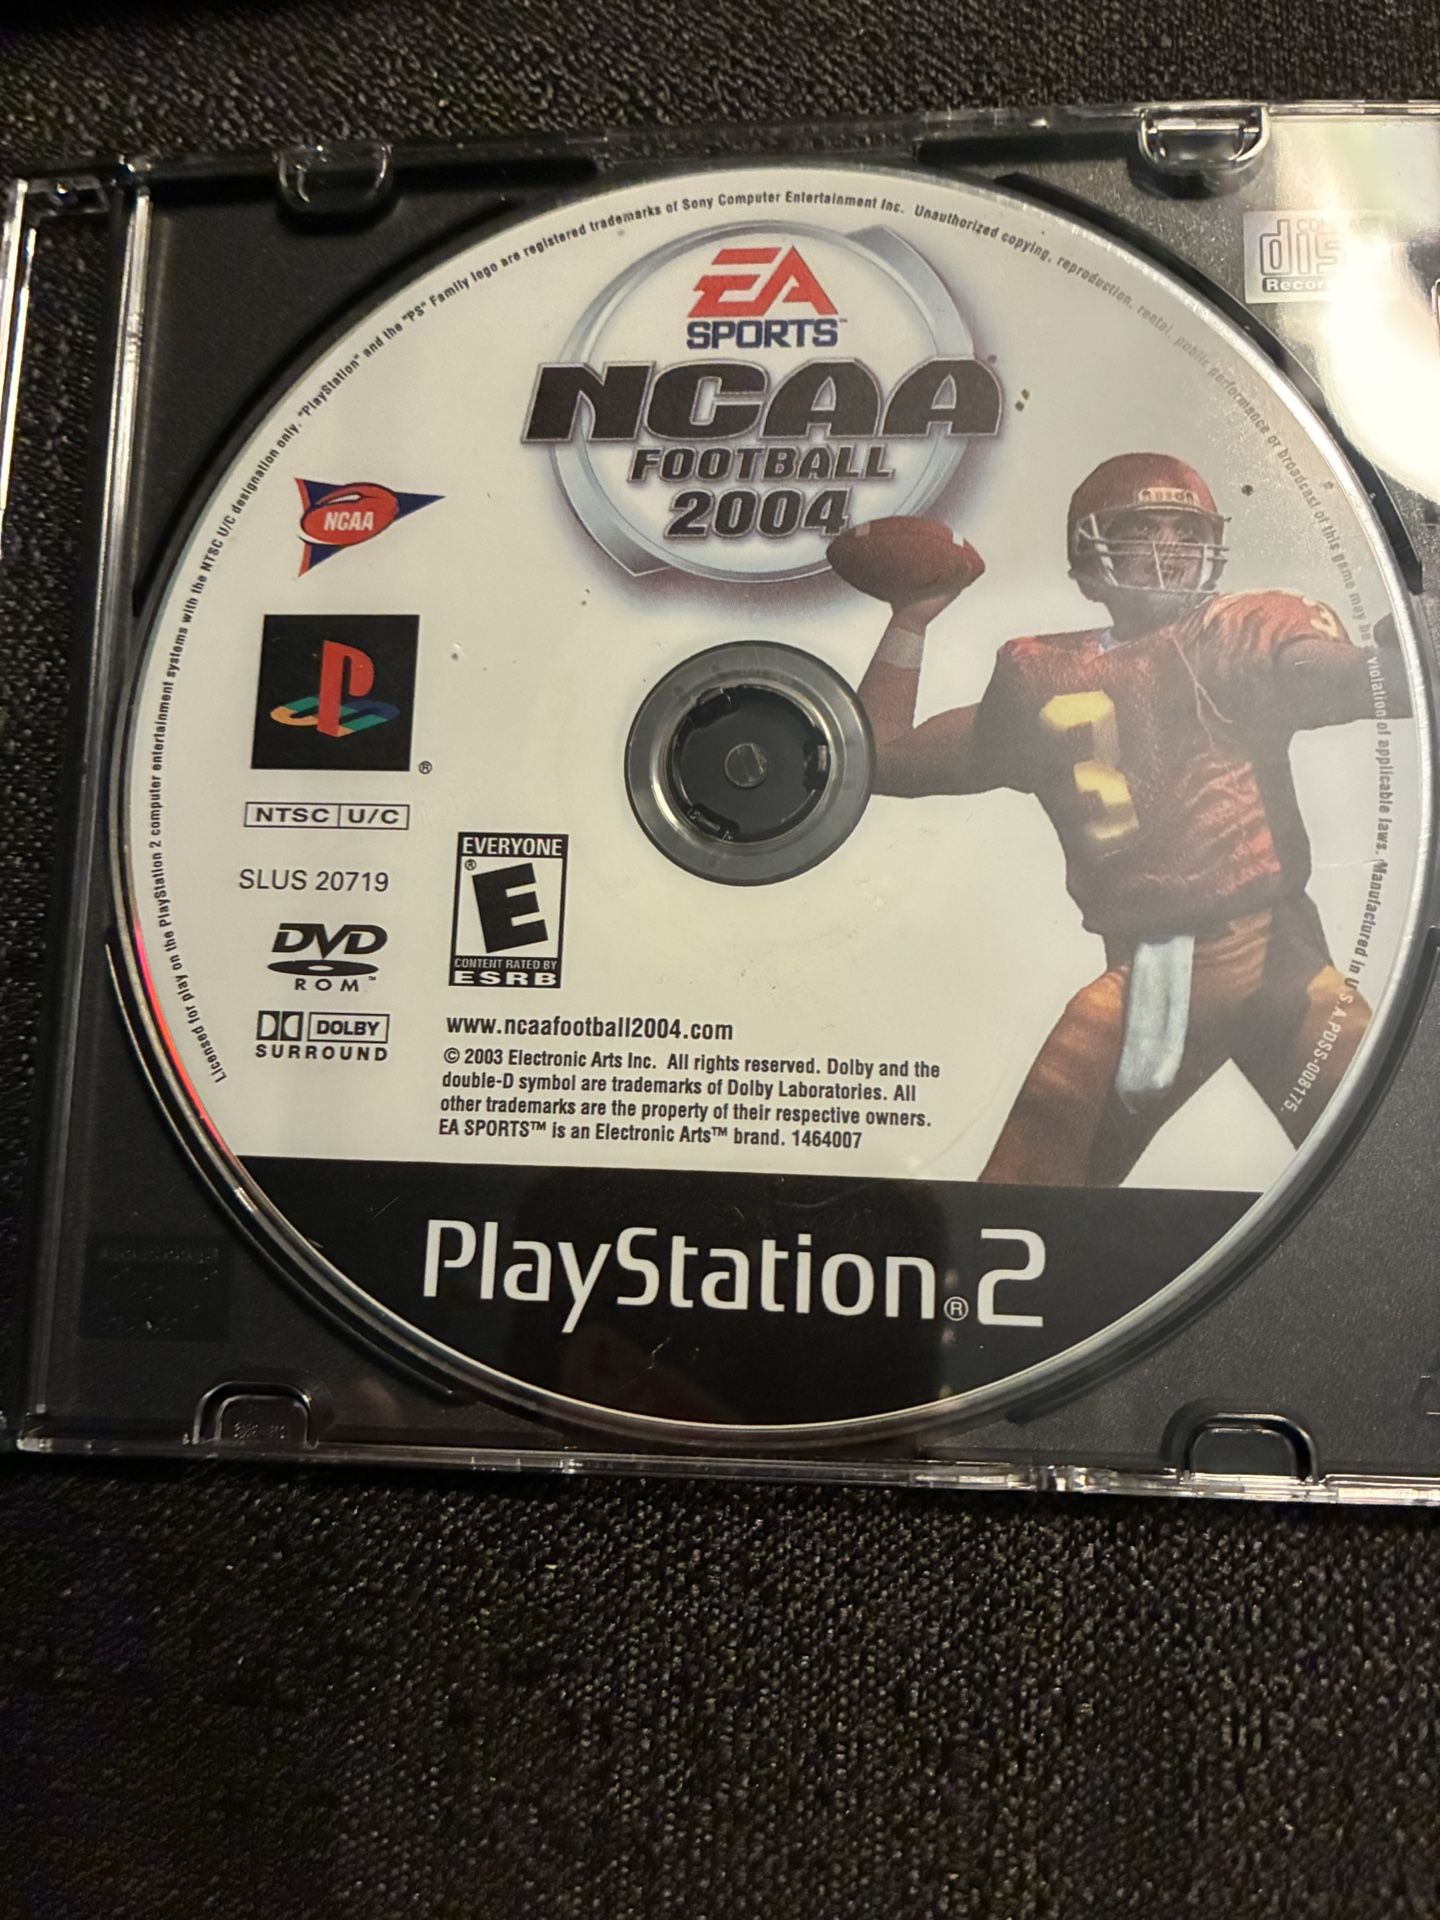 Licensed for play on the PlayStation 2 computer entertainment systems with the NTSC U/C designation only. "PlayStation" and the "PS" Family logo are registered trademarks of Sony Computer Entertainment Inc. Unauthorized copying, reproduction, rental, public performance or broadcast of this game may be violation of applicable laws. Manufactured in U.S.A. PDSS-008175.
EA
SPORTS™
NCAA
FOOTBALL
2004
NCAA
3
®
NTSC U/C
SLUS 20719
DVD
ROM™
DOLBY
SURROUND
EVERYONE
®
E
CONTENT RATED BY
ESRB
www.ncaafootball2004.com
© 2003 Electronic Arts Inc. All rights reserved. Dolby and the
double-D symbol are trademarks of Dolby Laboratories. All
other trademarks are the property of their respective owners.
EA SPORTS™ is an Electronic Arts™ brand. 1464007
PlayStation®2